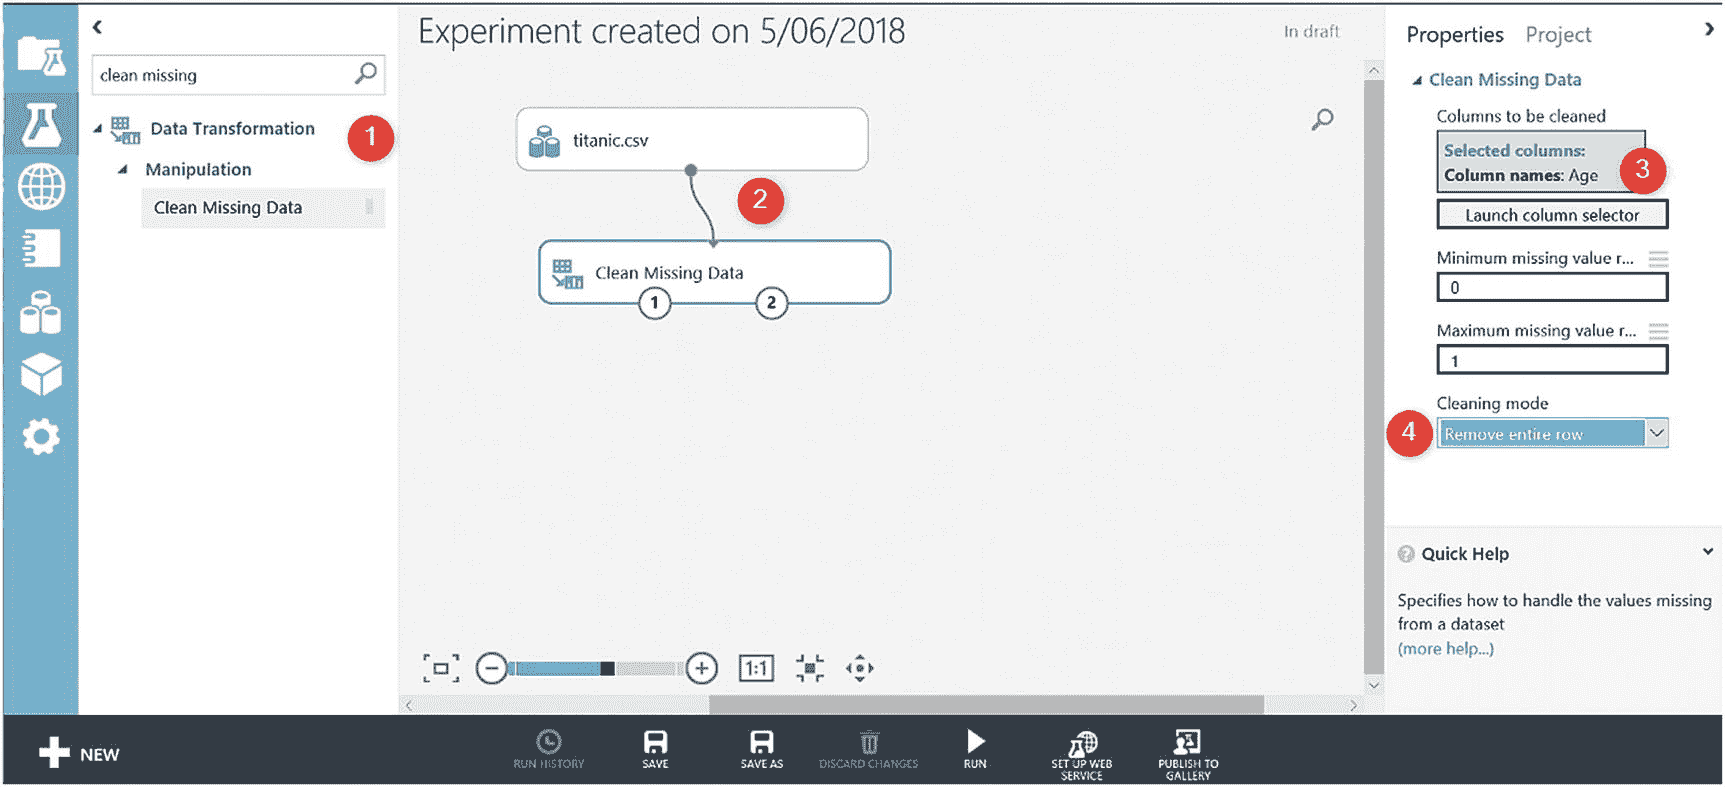 Experiment created on 5/06/2018
In draft
Properties Project
clean missing
Data Transformation
1
Manipulation
Clean Missing Data
titanic.csv
2
Clean Missing Data
1 2
Clean Missing Data
Columns to be cleaned
Selected columns:
Column names: Age
3
Launch column selector
Minimum missing value r...
0
Maximum missing value r...
1
Cleaning mode
4
Remove entire row
Quick Help
Specifies how to handle the values missing
from a dataset
(more help...)
1:1
NEW
RUN HISTORY
SAVE
SAVE AS
DISCARD CHANGES
RUN
SET UP WEB
SERVICE
PUBLISH TO
GALLERY